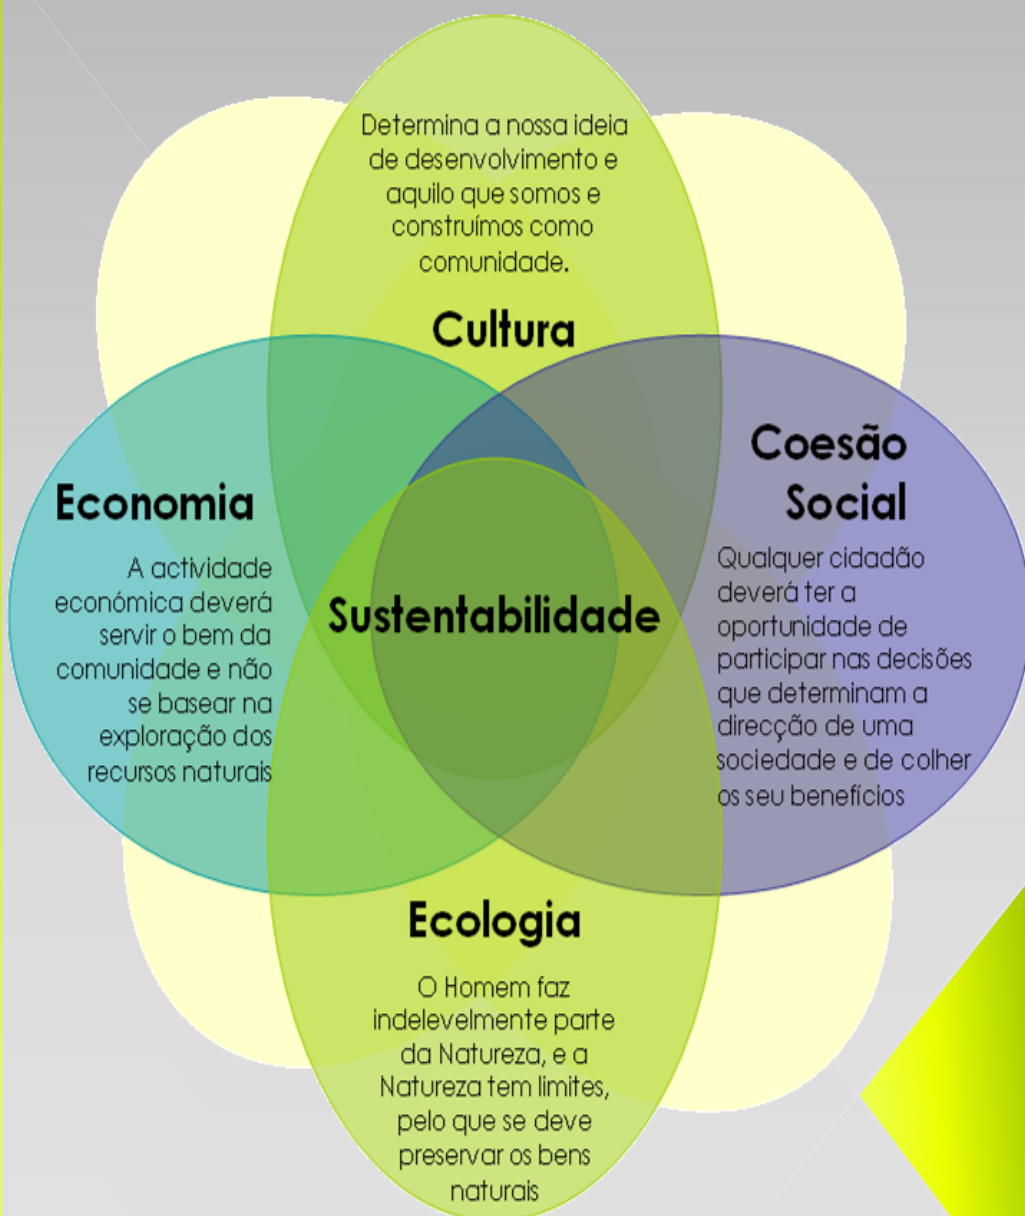 Determina a nossa ideia
de desenvolvimento e
aquilo que somos e
construímos como
comunidade.
Cultura
Economia
A actividade
económica deverá
servir o bem da
comunidade e não
se basear na
exploração dos
recursos naturais
Sustentabilidade
Coesão
Social
Qualquer cidadão
deverá ter a
oportunidade de
participar nas decisões
que determinam a
direcção de uma
sociedade e de colher
os seu benefícios
Ecologia
O Homem faz
indelevelmente parte
da Natureza, e a
Natureza tem limites,
pelo que se deve
preservar os bens
naturais